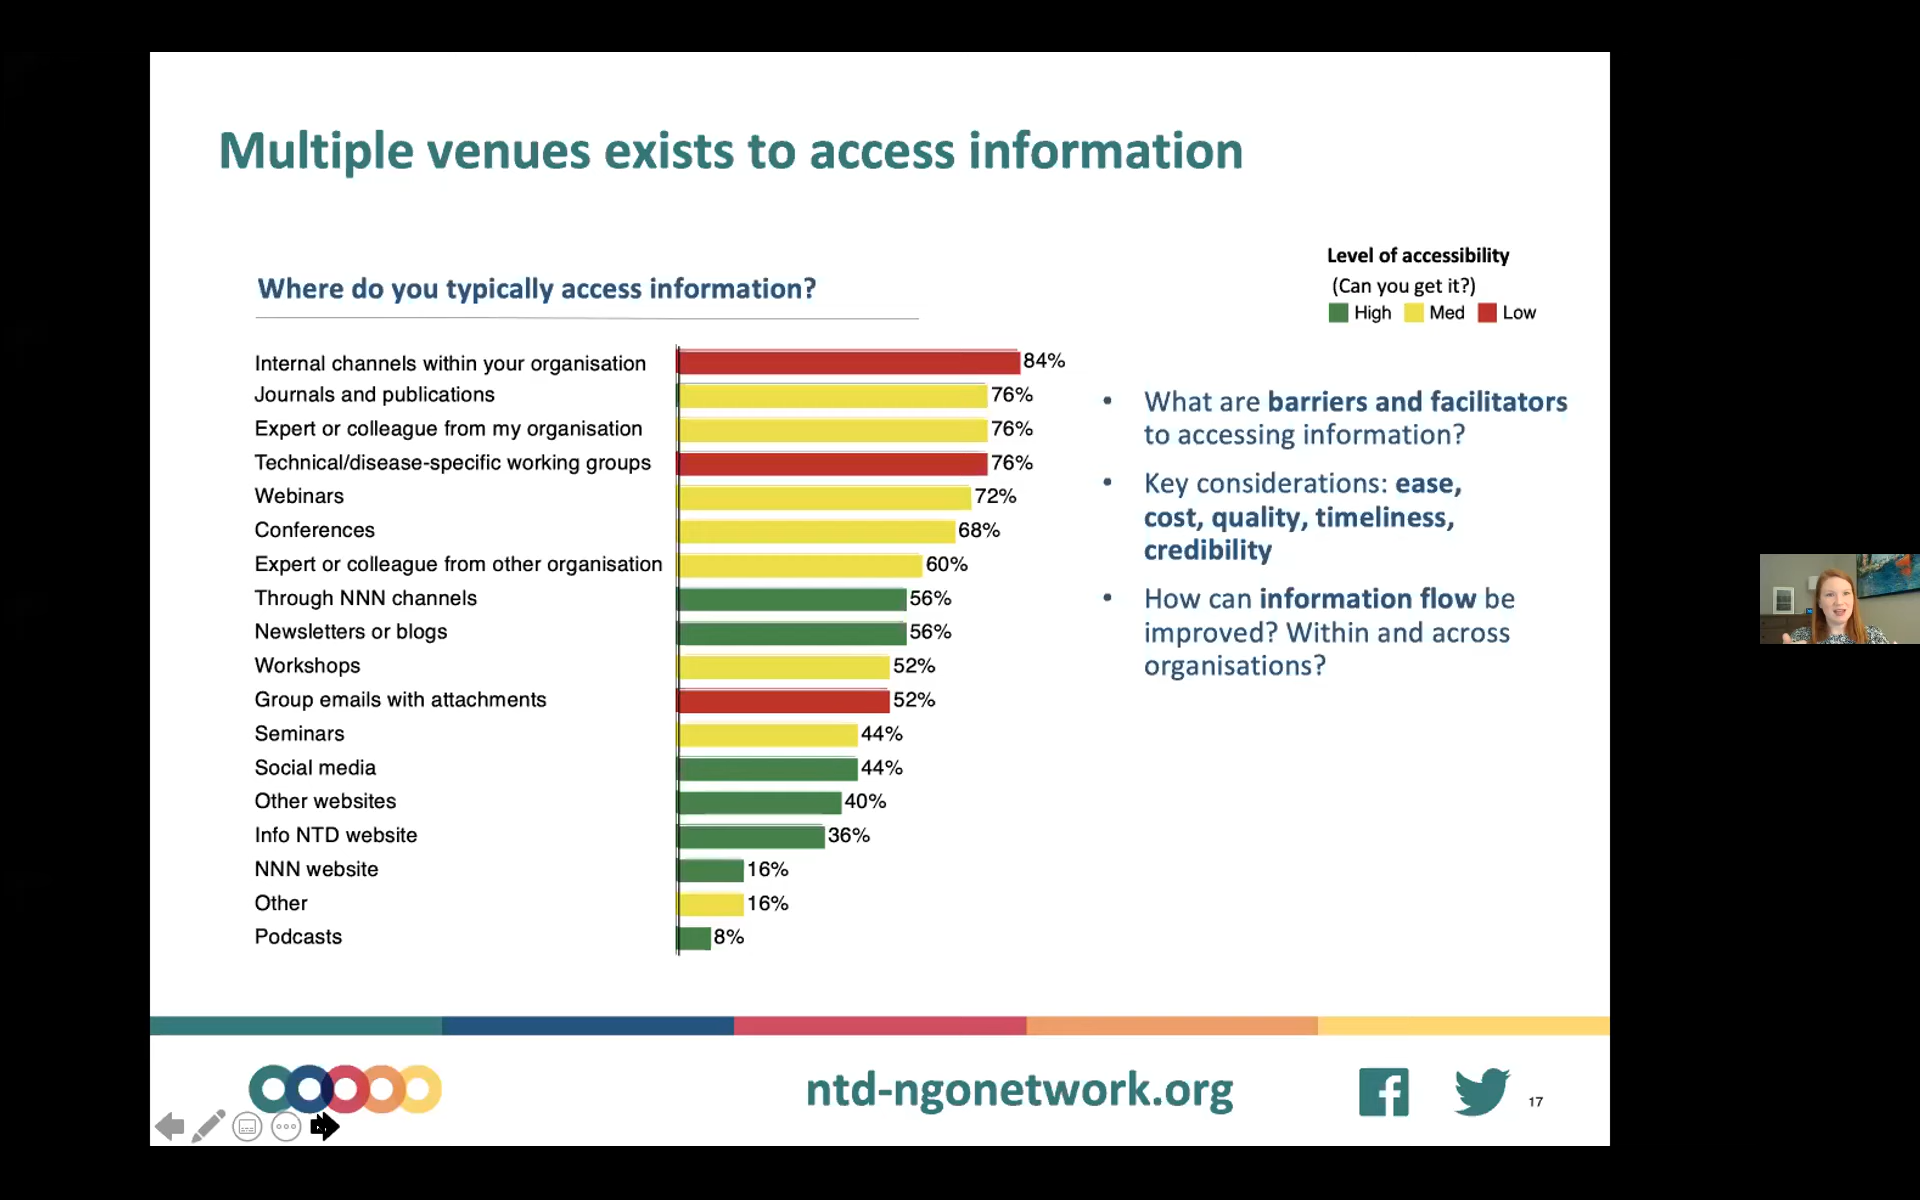 Multiple venues exists to access information
Where do you typically access information?
Level of accessibility
(Can you get it?)
High Med Low
Internal channels within your organisation 84%
Journals and publications 76%
Expert or colleague from my organisation 76%
Technical/disease-specific working groups 76%
Webinars 72%
Conferences 68%
Expert or colleague from other organisation 60%
Through NNN channels 56%
Newsletters or blogs 56%
Workshops 52%
Group emails with attachments 52%
Seminars 44%
Social media 44%
Other websites 40%
Info NTD website 36%
NNN website 16%
Other 16%
Podcasts 8%
• What are barriers and facilitators
to accessing information?
• Key considerations: ease,
cost, quality, timeliness,
credibility
• How can information flow be
improved? Within and across
organisations?
ntd-ngonetwork.org
17